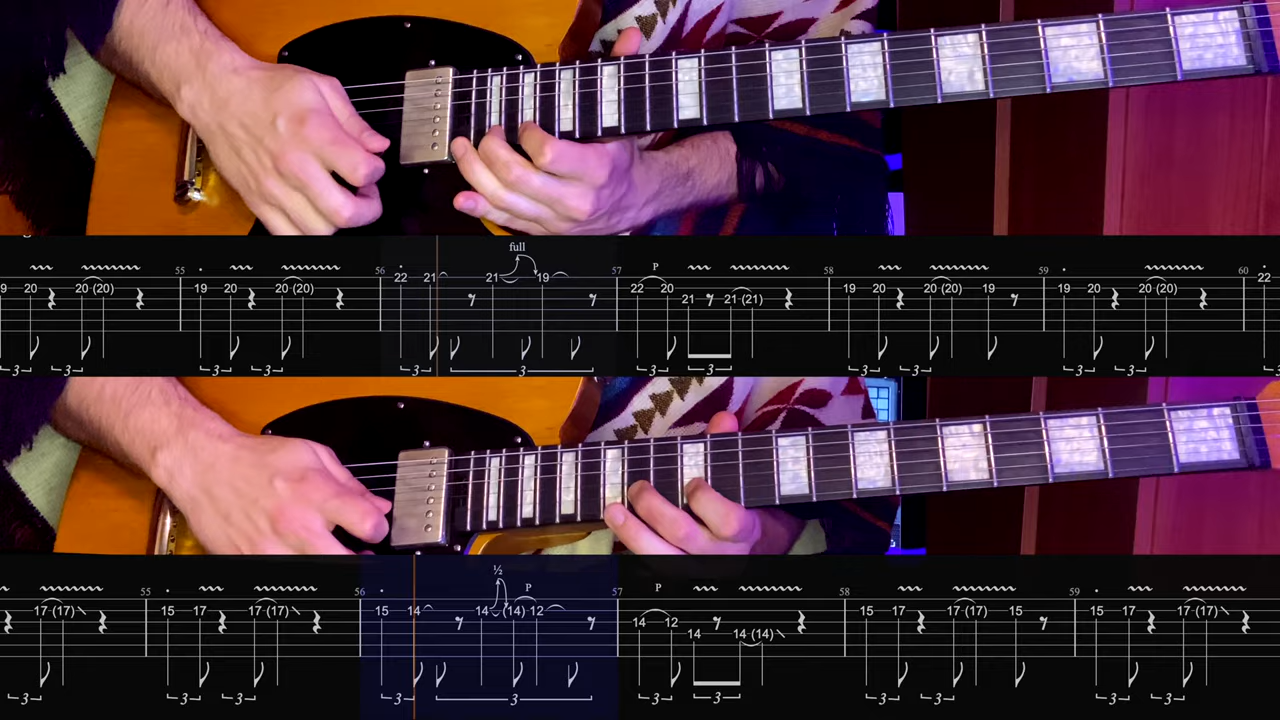 full
55 56 57 58 59 60
22 21 21 19 22
P
9 20 20 (20) 19 20 20 (20) 22 20 19 20 20 (20) 19 19 20 20 (20)
21 21 (21)
3 3 3 3 3 3 3 3 3 3 3
½
P P
55 56 57 58 59
17 (17) 15 17 17 (17) 15 14 14 (14) 12 15 17 17 (17) 15 15 17 17 (17)
14 12
14 14 (14)
3 3 3 3 3 3 3 3 3 3 3